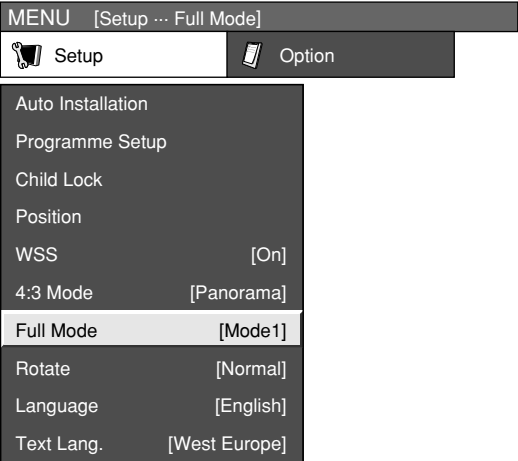 MENU [Setup ··· Full Mode]
Setup Option
Auto Installation
Programme Setup
Child Lock
Position
WSS [On]
4:3 Mode [Panorama]
Full Mode [Mode1]
Rotate [Normal]
Language [English]
Text Lang. [West Europe]